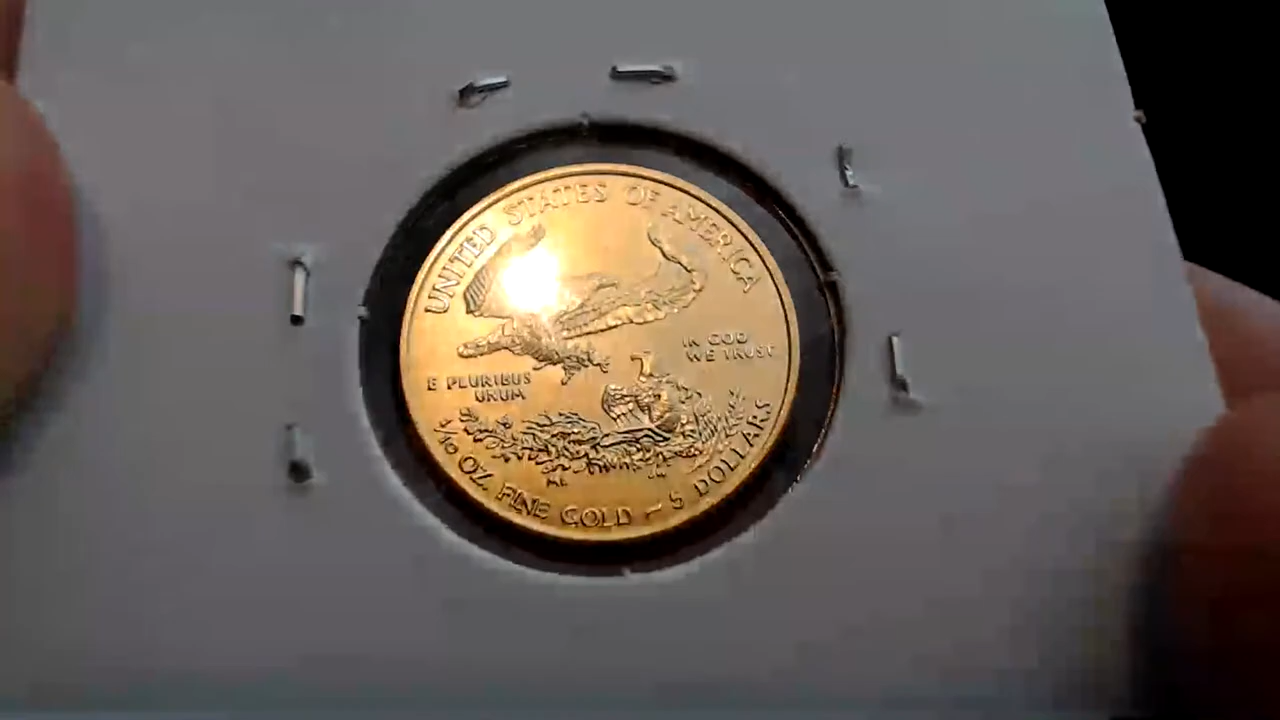 UNITED STATES OF AMERICA
IN GOD
WE TRUST
E PLURIBUS
UNUM
1/10 OZ. FINE GOLD ~ 5 DOLLARS